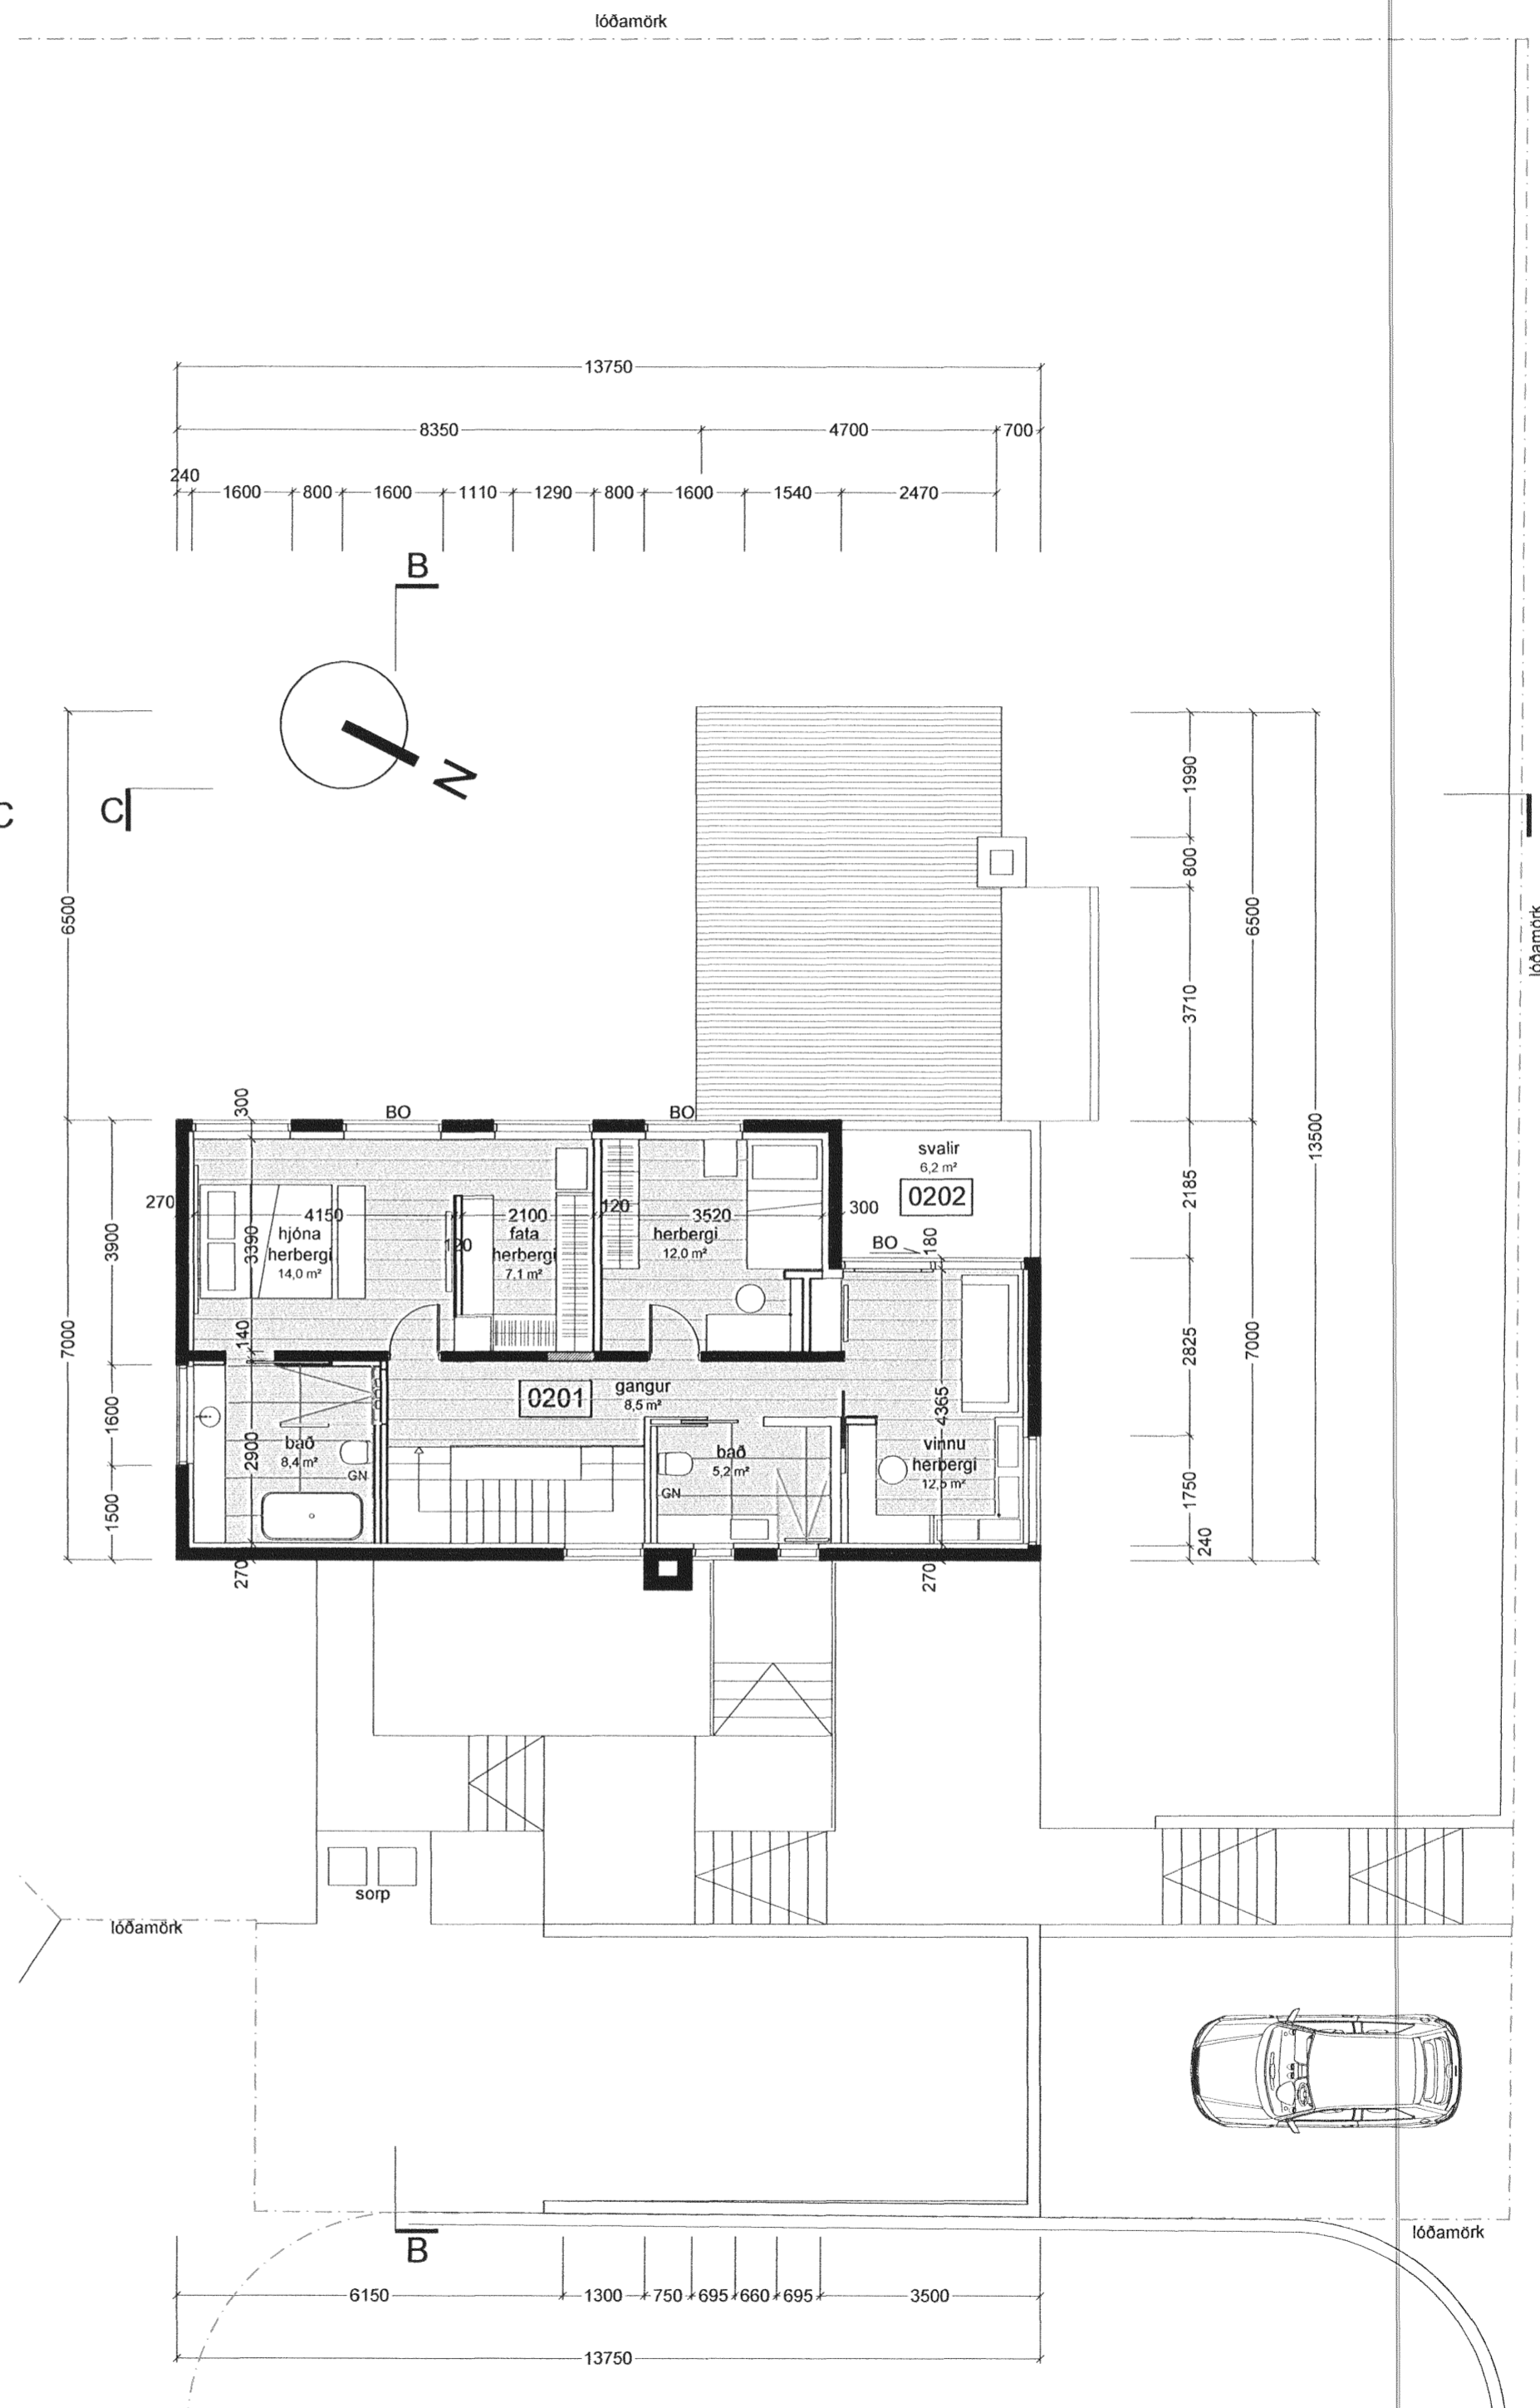 lóðamörk
13750
8350 4700 700
240
1600 800 1600 1110 1290 800 1600 1540 2470
B
N
C C
1990
800
6500 6500
3710
lóðamörk
13500
300 BO BO
svalir
6,2 m²
0202
2185
270 4150 2100 120 3520 300
3900 3390 120
hjóna
herbergi
14,0 m²
fata
herbergi
7,1 m²
herbergi
12,0 m²
BO 180
7000 140 2825 7000
0201
gangur
8,5 m²
1600 4365
2900
bað
8,4 m²
GN
bað
5,2 m²
GN
vinnu
herbergi
12,5 m²
1500 1750
240
270 270
sorp
lóðamörk
lóðamörk
B
6150 1300 750 695 660 695 3500
13750